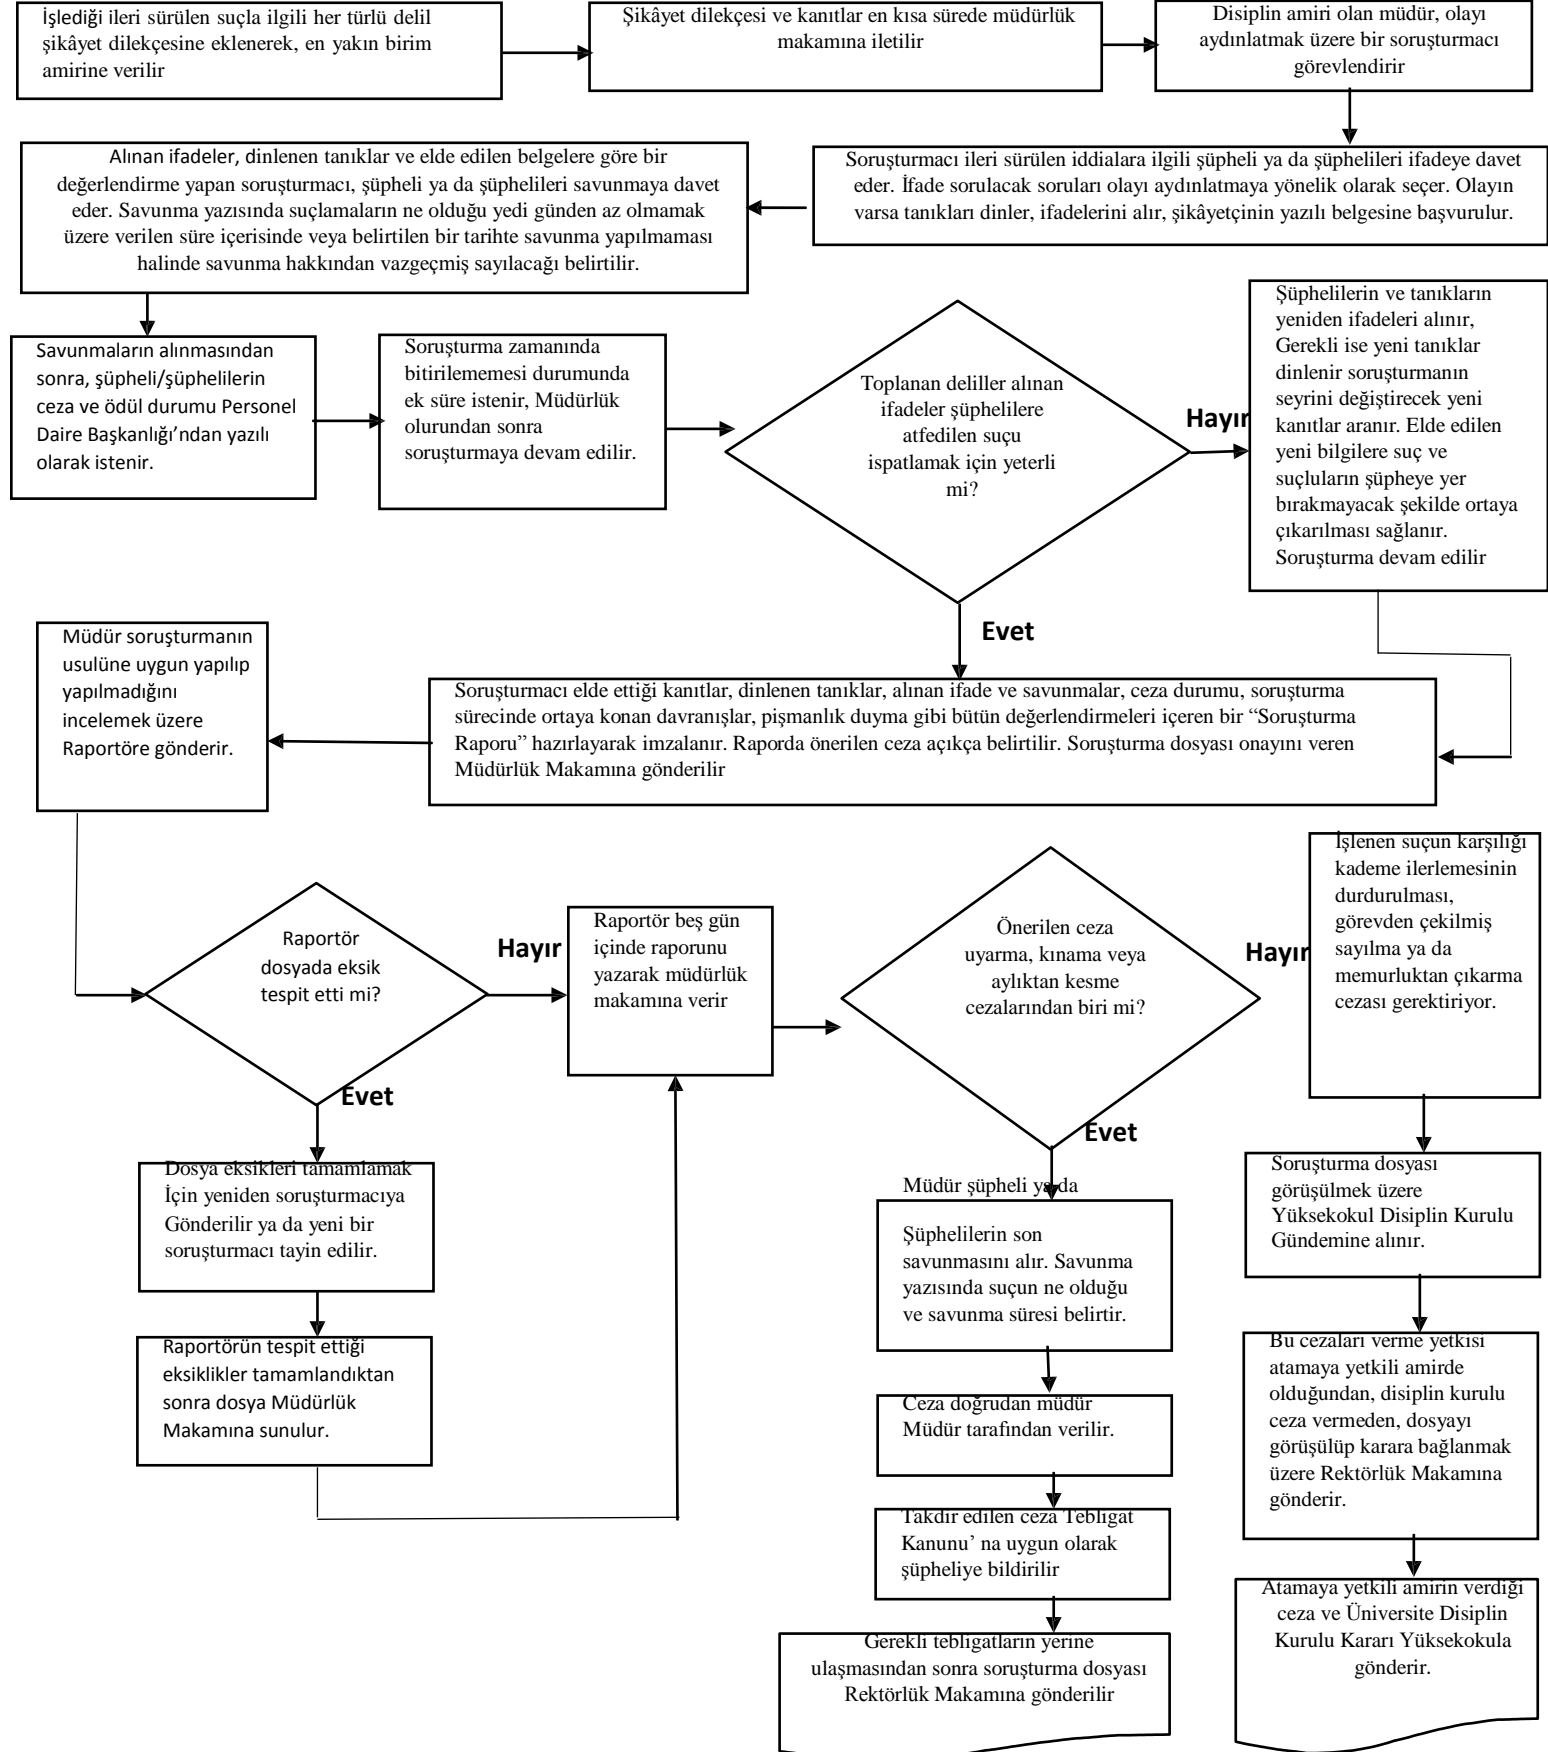 İşlediği ileri sürülen suçla ilgili her türlü delil
şikâyet dilekçesine eklenerek, en yakın birim
amirine verilir
Şikâyet dilekçesi ve kanıtlar en kısa sürede müdürlük
makamına iletilir
Disiplin amiri olan müdür, olayı
aydınlatmak üzere bir soruşturmacı
görevlendirir
Soruşturmacı ileri sürülen iddialara ilgili şüpheli ya da şüphelileri ifadeye davet
eder. İfade sorulacak soruları olayı aydınlatmaya yönelik olarak seçer. Olayın
varsa tanıkları dinler, ifadelerini alır, şikâyetçinin yazılı belgesine başvurulur.
Alınan ifadeler, dinlenen tanıklar ve elde edilen belgelere göre bir
değerlendirme yapan soruşturmacı, şüpheli ya da şüphelileri savunmaya davet
eder. Savunma yazısında suçlamaların ne olduğu yedi günden az olmamak
üzere verilen süre içerisinde veya belirtilen bir tarihte savunma yapılmaması
halinde savunma hakkından vazgeçmiş sayılacağı belirtilir.
Savunmaların alınmasından
sonra, şüpheli/şüphelilerin
ceza ve ödül durumu Personel
Daire Başkanlığı’ndan yazılı
olarak istenir.
Soruşturma zamanında
bitirilememesi durumunda
ek süre istenir, Müdürlük
olurundan sonra
soruşturmaya devam edilir.
Toplanan deliller alınan
ifadeler şüphelilere
atfedilen suçu
ispatlamak için yeterli
mi?
Hayır
Şüphelilerin ve tanıkların
yeniden ifadeleri alınır,
Gerekli ise yeni tanıklar
dinlenir soruşturmanın
seyrini değiştirecek yeni
kanıtlar aranır. Elde edilen
yeni bilgilere suç ve
suçluların şüpheye yer
bırakmayacak şekilde ortaya
çıkarılması sağlanır.
Soruşturma devam edilir
Evet
Soruşturmacı elde ettiği kanıtlar, dinlenen tanıklar, alınan ifade ve savunmalar, ceza durumu, soruşturma
sürecinde ortaya konan davranışlar, pişmanlık duyma gibi bütün değerlendirmeleri içeren bir “Soruşturma
Raporu” hazırlayarak imzalanır. Raporda önerilen ceza açıkça belirtilir. Soruşturma dosyası onayını veren
Müdürlük Makamına gönderilir
Müdür soruşturmanın
usulüne uygun yapılıp
yapılmadığını
incelemek üzere
Raportöre gönderir.
Raportör
dosyada eksik
tespit etti mi?
Hayır
Raportör beş gün
içinde raporunu
yazarak müdürlük
makamına verir
Evet
Dosya eksikleri tamamlamak
İçin yeniden soruşturmacıya
Gönderilir ya da yeni bir
soruşturmacı tayin edilir.
Raportörün tespit ettiği
eksiklikler tamamlandıktan
sonra dosya Müdürlük
Makamına sunulur.
Önerilen ceza
uyarma, kınama veya
aylıktan kesme
cezalarından biri mi?
Hayır
İşlenen suçun karşılığı
kademe ilerlemesinin
durdurulması,
görevden çekilmiş
sayılma ya da
memurluktan çıkarma
cezası gerektiriyor.
Evet
Müdür şüpheli ya da
Şüphelilerin son
savunmasını alır. Savunma
yazısında suçun ne olduğu
ve savunma süresi belirtir.
Ceza doğrudan müdür
Müdür tarafından verilir.
Takdir edilen ceza Tebligat
Kanunu’ na uygun olarak
şüpheliye bildirilir
Gerekli tebligatların yerine
ulaşmasından sonra soruşturma dosyası
Rektörlük Makamına gönderilir
Soruşturma dosyası
görüşülmek üzere
Yüksekokul Disiplin Kurulu
Gündemine alınır.
Bu cezaları verme yetkisi
atamaya yetkili amirde
olduğundan, disiplin kurulu
ceza vermeden, dosyayı
görüşülüp karara bağlanmak
üzere Rektörlük Makamına
gönderir.
Atamaya yetkili amirin verdiği
ceza ve Üniversite Disiplin
Kurulu Kararı Yüksekokula
gönderir.